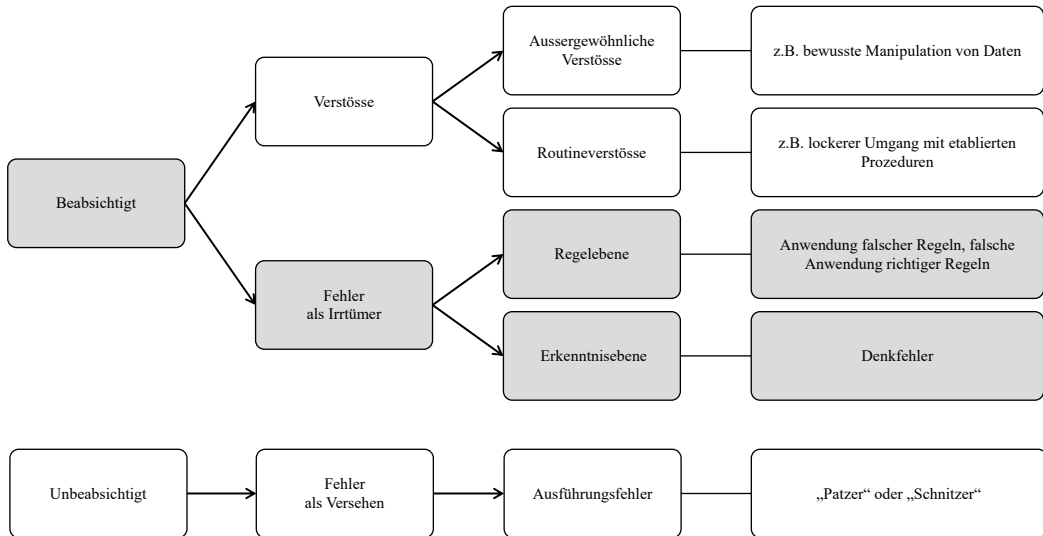 Aussergewöhnliche
Verstösse
z.B. bewusste Manipulation von Daten
Verstösse
Routineverstösse
z.B. lockerer Umgang mit etablierten
Prozeduren
Beabsichtigt
Regelebene
Anwendung falscher Regeln, falsche
Anwendung richtiger Regeln
Fehler
als Irrtümer
Erkenntnisebene
Denkfehler
Unbeabsichtigt
Fehler
als Versehen
Ausführungsfehler
„Patzer“ oder „Schnitzer“